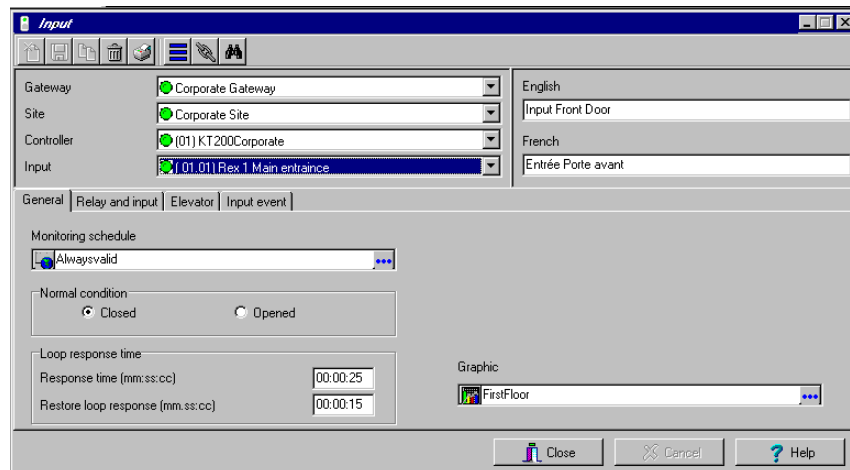 Input
Gateway
Corporate Gateway
Site
Corporate Site
Controller
(01) KT200Corporate
Input
( 01.01) Rex 1 Main entraince
English
Input Front Door
French
Entrée Porte avant
General Relay and input Elevator Input event
Monitoring schedule
Alwaysvalid
Normal condition
Closed Opened
Loop response time
Response time (mm:ss:cc) 00:00:25
Restore loop response (mm.ss:cc) 00:00:15
Graphic
FirstFloor
Close Cancel Help